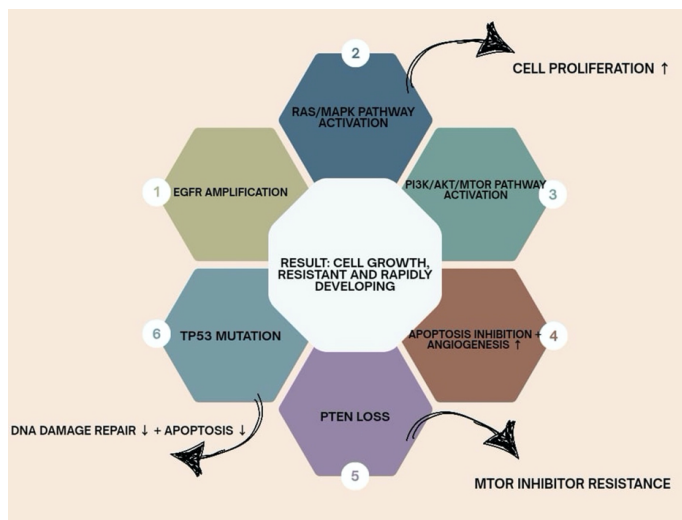 2
RAS/MAPK PATHWAY
ACTIVATION
CELL PROLIFERATION ↑
1
EGFR AMPLIFICATION
PI3K/AKT/MTOR PATHWAY
ACTIVATION
3
RESULT: CELL GROWTH,
RESISTANT AND RAPIDLY
DEVELOPING
6
TP53 MUTATION
APOPTOSIS INHIBITION +
ANGIOGENESIS ↑
4
PTEN LOSS
5
DNA DAMAGE REPAIR ↓ + APOPTOSIS ↓
MTOR INHIBITOR RESISTANCE